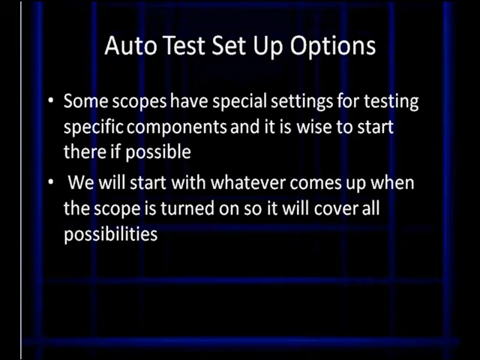 Auto Test Set Up Options
• Some scopes have special settings for testing
specific components and it is wise to start
there if possible
• We will start with whatever comes up when
the scope is turned on so it will cover all
possibilities